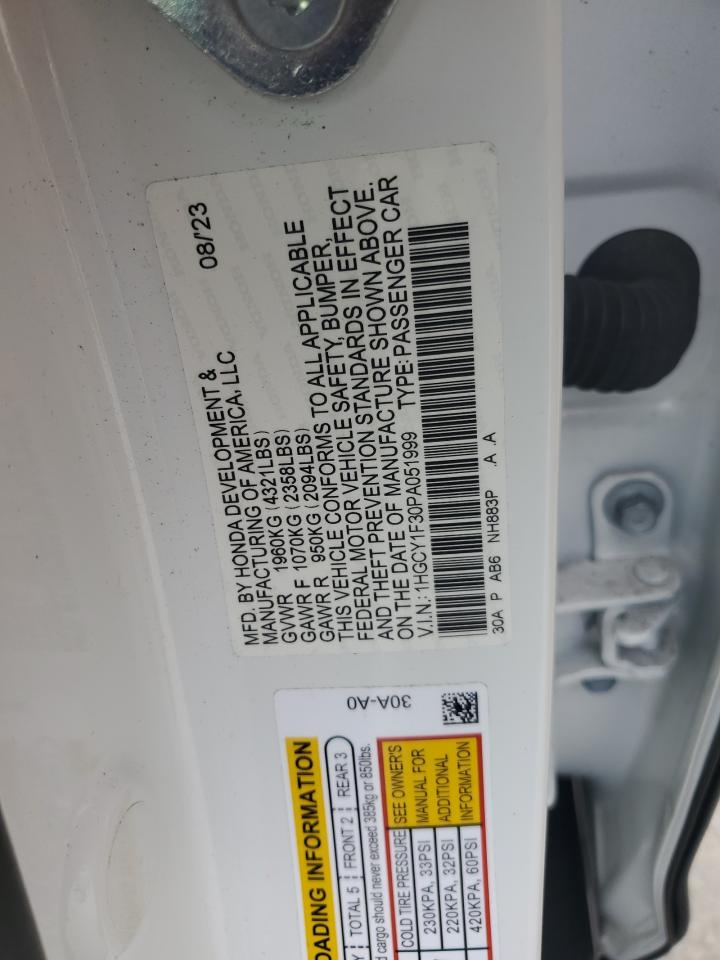 08/'23
MFD. BY HONDA DEVELOPMENT &
MANUFACTURING OF AMERICA, LLC
GVWR 1960KG (4321LBS)
GAWR F 1070KG (2358LBS)
GAWR R 950KG (2094LBS)
THIS VEHICLE CONFORMS TO ALL APPLICABLE
FEDERAL MOTOR VEHICLE SAFETY, BUMPER,
AND THEFT PREVENTION STANDARDS IN EFFECT
ON THE DATE OF MANUFACTURE SHOWN ABOVE.
V.I.N.: 1HGCY1F30PA051999 TYPE: PASSENGER CAR
30A P AB6 NH883P .A .A
30A-A0
LOADING INFORMATION
TOTAL 5 FRONT 2 REAR 3
cargo should never exceed 385kg or 850lbs.
COLD TIRE PRESSURE SEE OWNER'S
230KPA, 33PSI MANUAL FOR
220KPA, 32PSI ADDITIONAL
420KPA, 60PSI INFORMATION